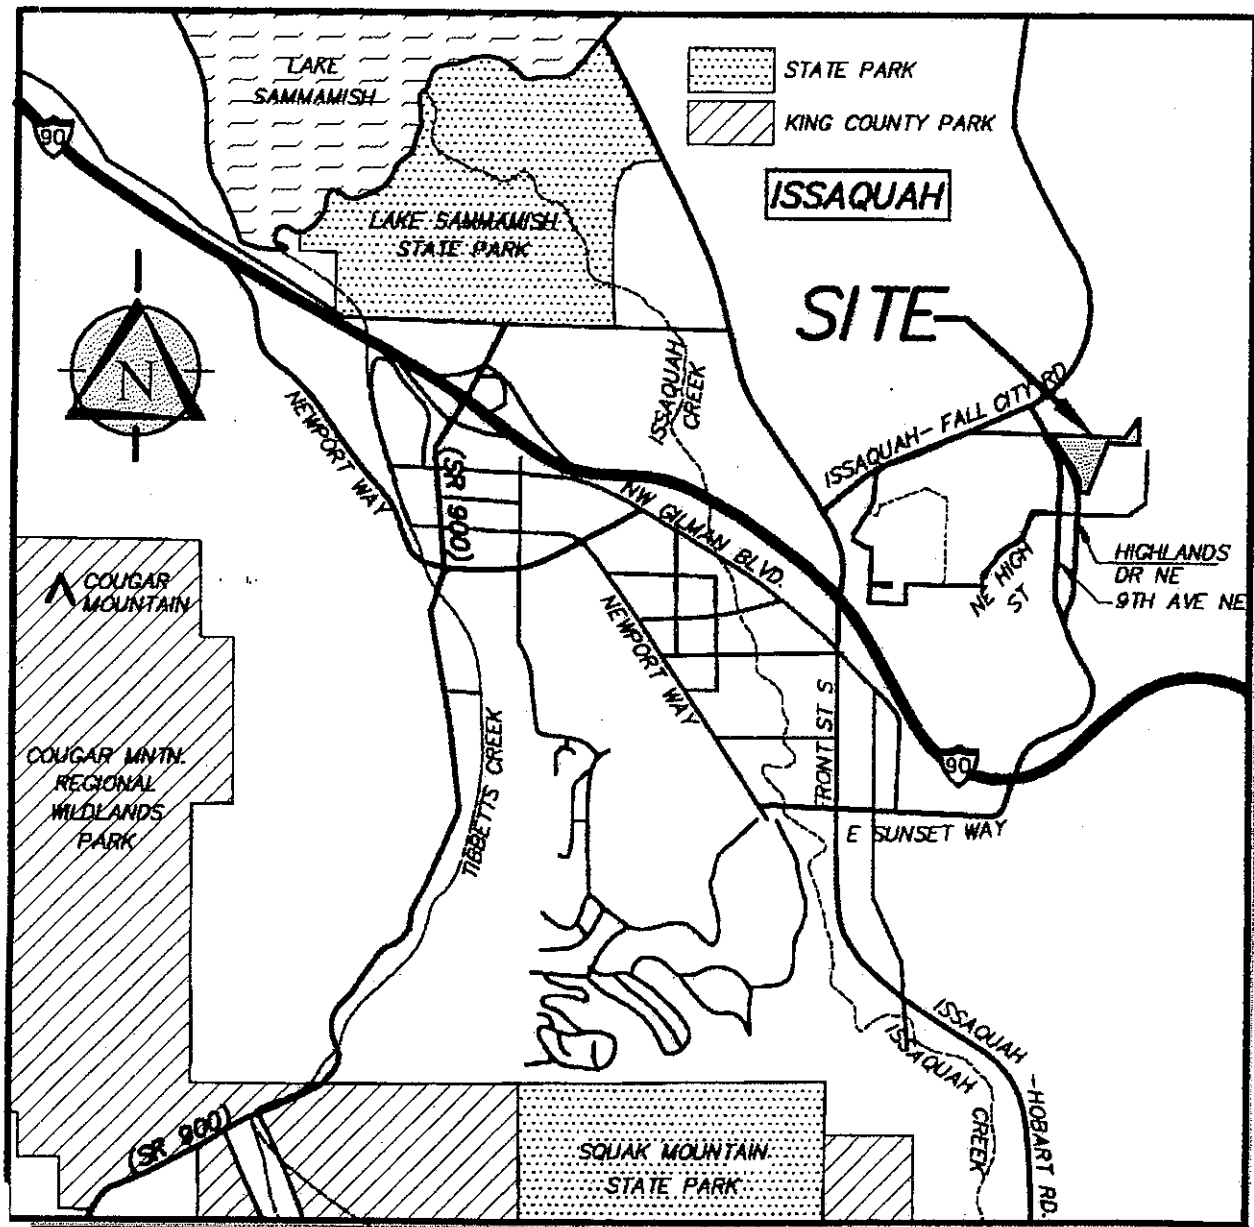 LAKE
SAMMAMISH
STATE PARK
KING COUNTY PARK
90
ISSAQUAH
LAKE SAMMAMISH
STATE PARK
SITE
N
NEWPORT WAY
ISSAQUAH
CREEK
ISSAQUAH- FALL CITY RD
(SR 900)
NW GILMAN BLVD.
HIGHLANDS
DR NE
9TH AVE NE
NE HIGH
ST
COUGAR
MOUNTAIN
NEWPORT WAY
FRONT ST S
COUGAR MNTN.
REGIONAL
WILDLANDS
PARK
TIBBETTS CREEK
90
E SUNSET WAY
ISSAQUAH
-HOBART RD.
ISSAQUAH CREEK
(SR 900)
SQUAK MOUNTAIN
STATE PARK